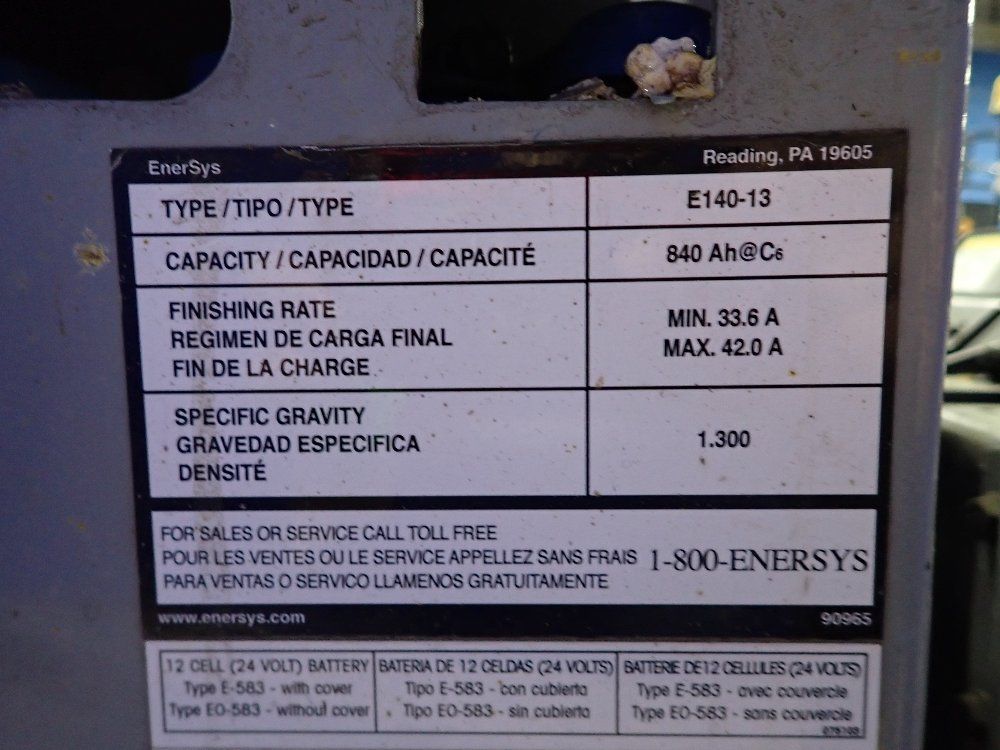 EnerSys
Reading, PA 19605
TYPE / TIPO / TYPE
E140-13
CAPACITY / CAPACIDAD / CAPACITÉ
840 Ah@C6
FINISHING RATE
REGIMEN DE CARGA FINAL
FIN DE LA CHARGE
MIN. 33.6 A
MAX. 42.0 A
SPECIFIC GRAVITY
GRAVEDAD ESPECIFICA
DENSITÉ
1.300
FOR SALES OR SERVICE CALL TOLL FREE
POUR LES VENTES OU LE SERVICE APPELLEZ SANS FRAIS
PARA VENTAS O SERVICO LLAMENOS GRATUITAMENTE
1-800-ENERSYS
www.enersys.com
90965
12 CELL (24 VOLT) BATTERY
Type E-583 - with cover
Type EO-583 - without cover
BATERIA DE 12 CELDAS (24 VOLTS)
Tipo E-583 - con cubierta
Tipo EO-583 - sin cubierta
BATTERIE DE 12 CELLULES (24 VOLTS)
Type E-583 - avec couvercle
Type EO-583 - sans couvercle